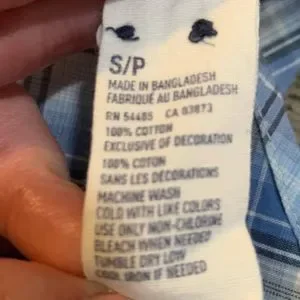 S/P
MADE IN BANGLADESH
FABRIQUÉ AU BANGLADESH
RN 54485 CA 03873
100% COTTON
EXCLUSIVE OF DECORATION
100% COTON
SANS LES DÉCORATIONS
MACHINE WASH
COLD WITH LIKE COLORS
USE ONLY NON-CHLORINE
BLEACH WHEN NEEDED
TUMBLE DRY LOW
COOL IRON IF NEEDED